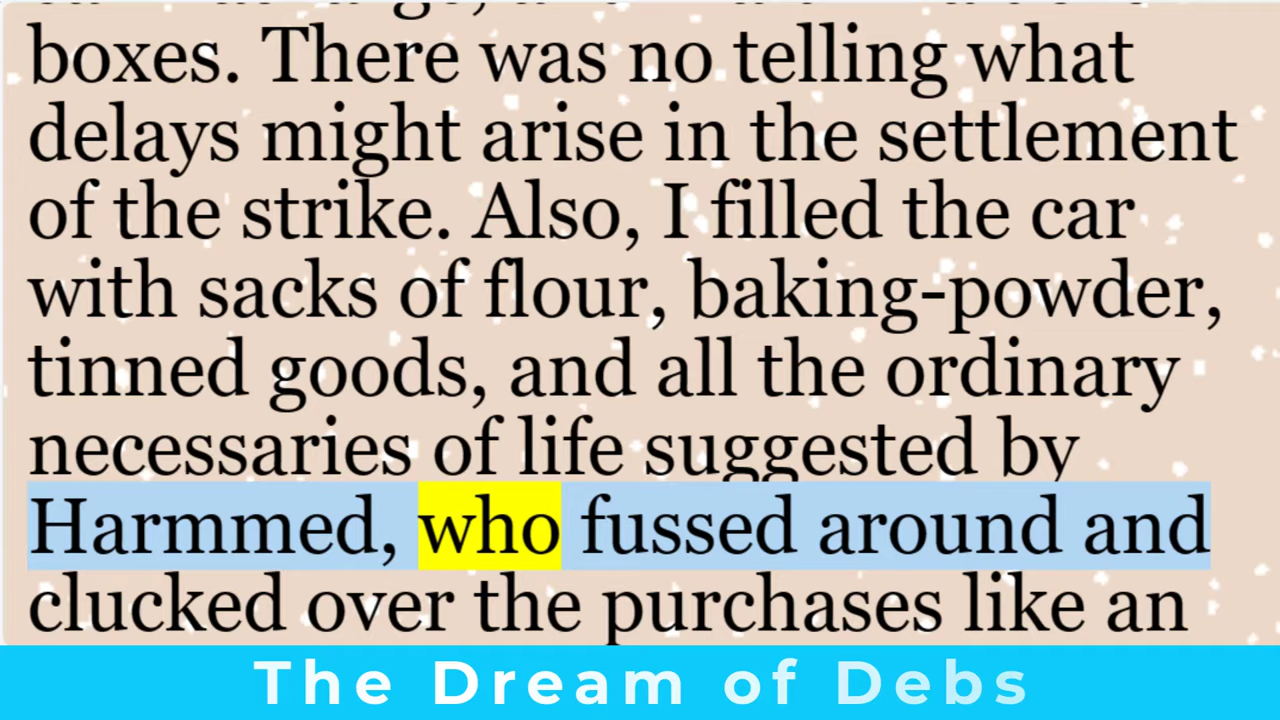 boxes. There was no telling what
delays might arise in the settlement
of the strike. Also, I filled the car
with sacks of flour, baking-powder,
tinned goods, and all the ordinary
necessaries of life suggested by
Harmmed, who fussed around and
clucked over the purchases like an
The Dream of Debs